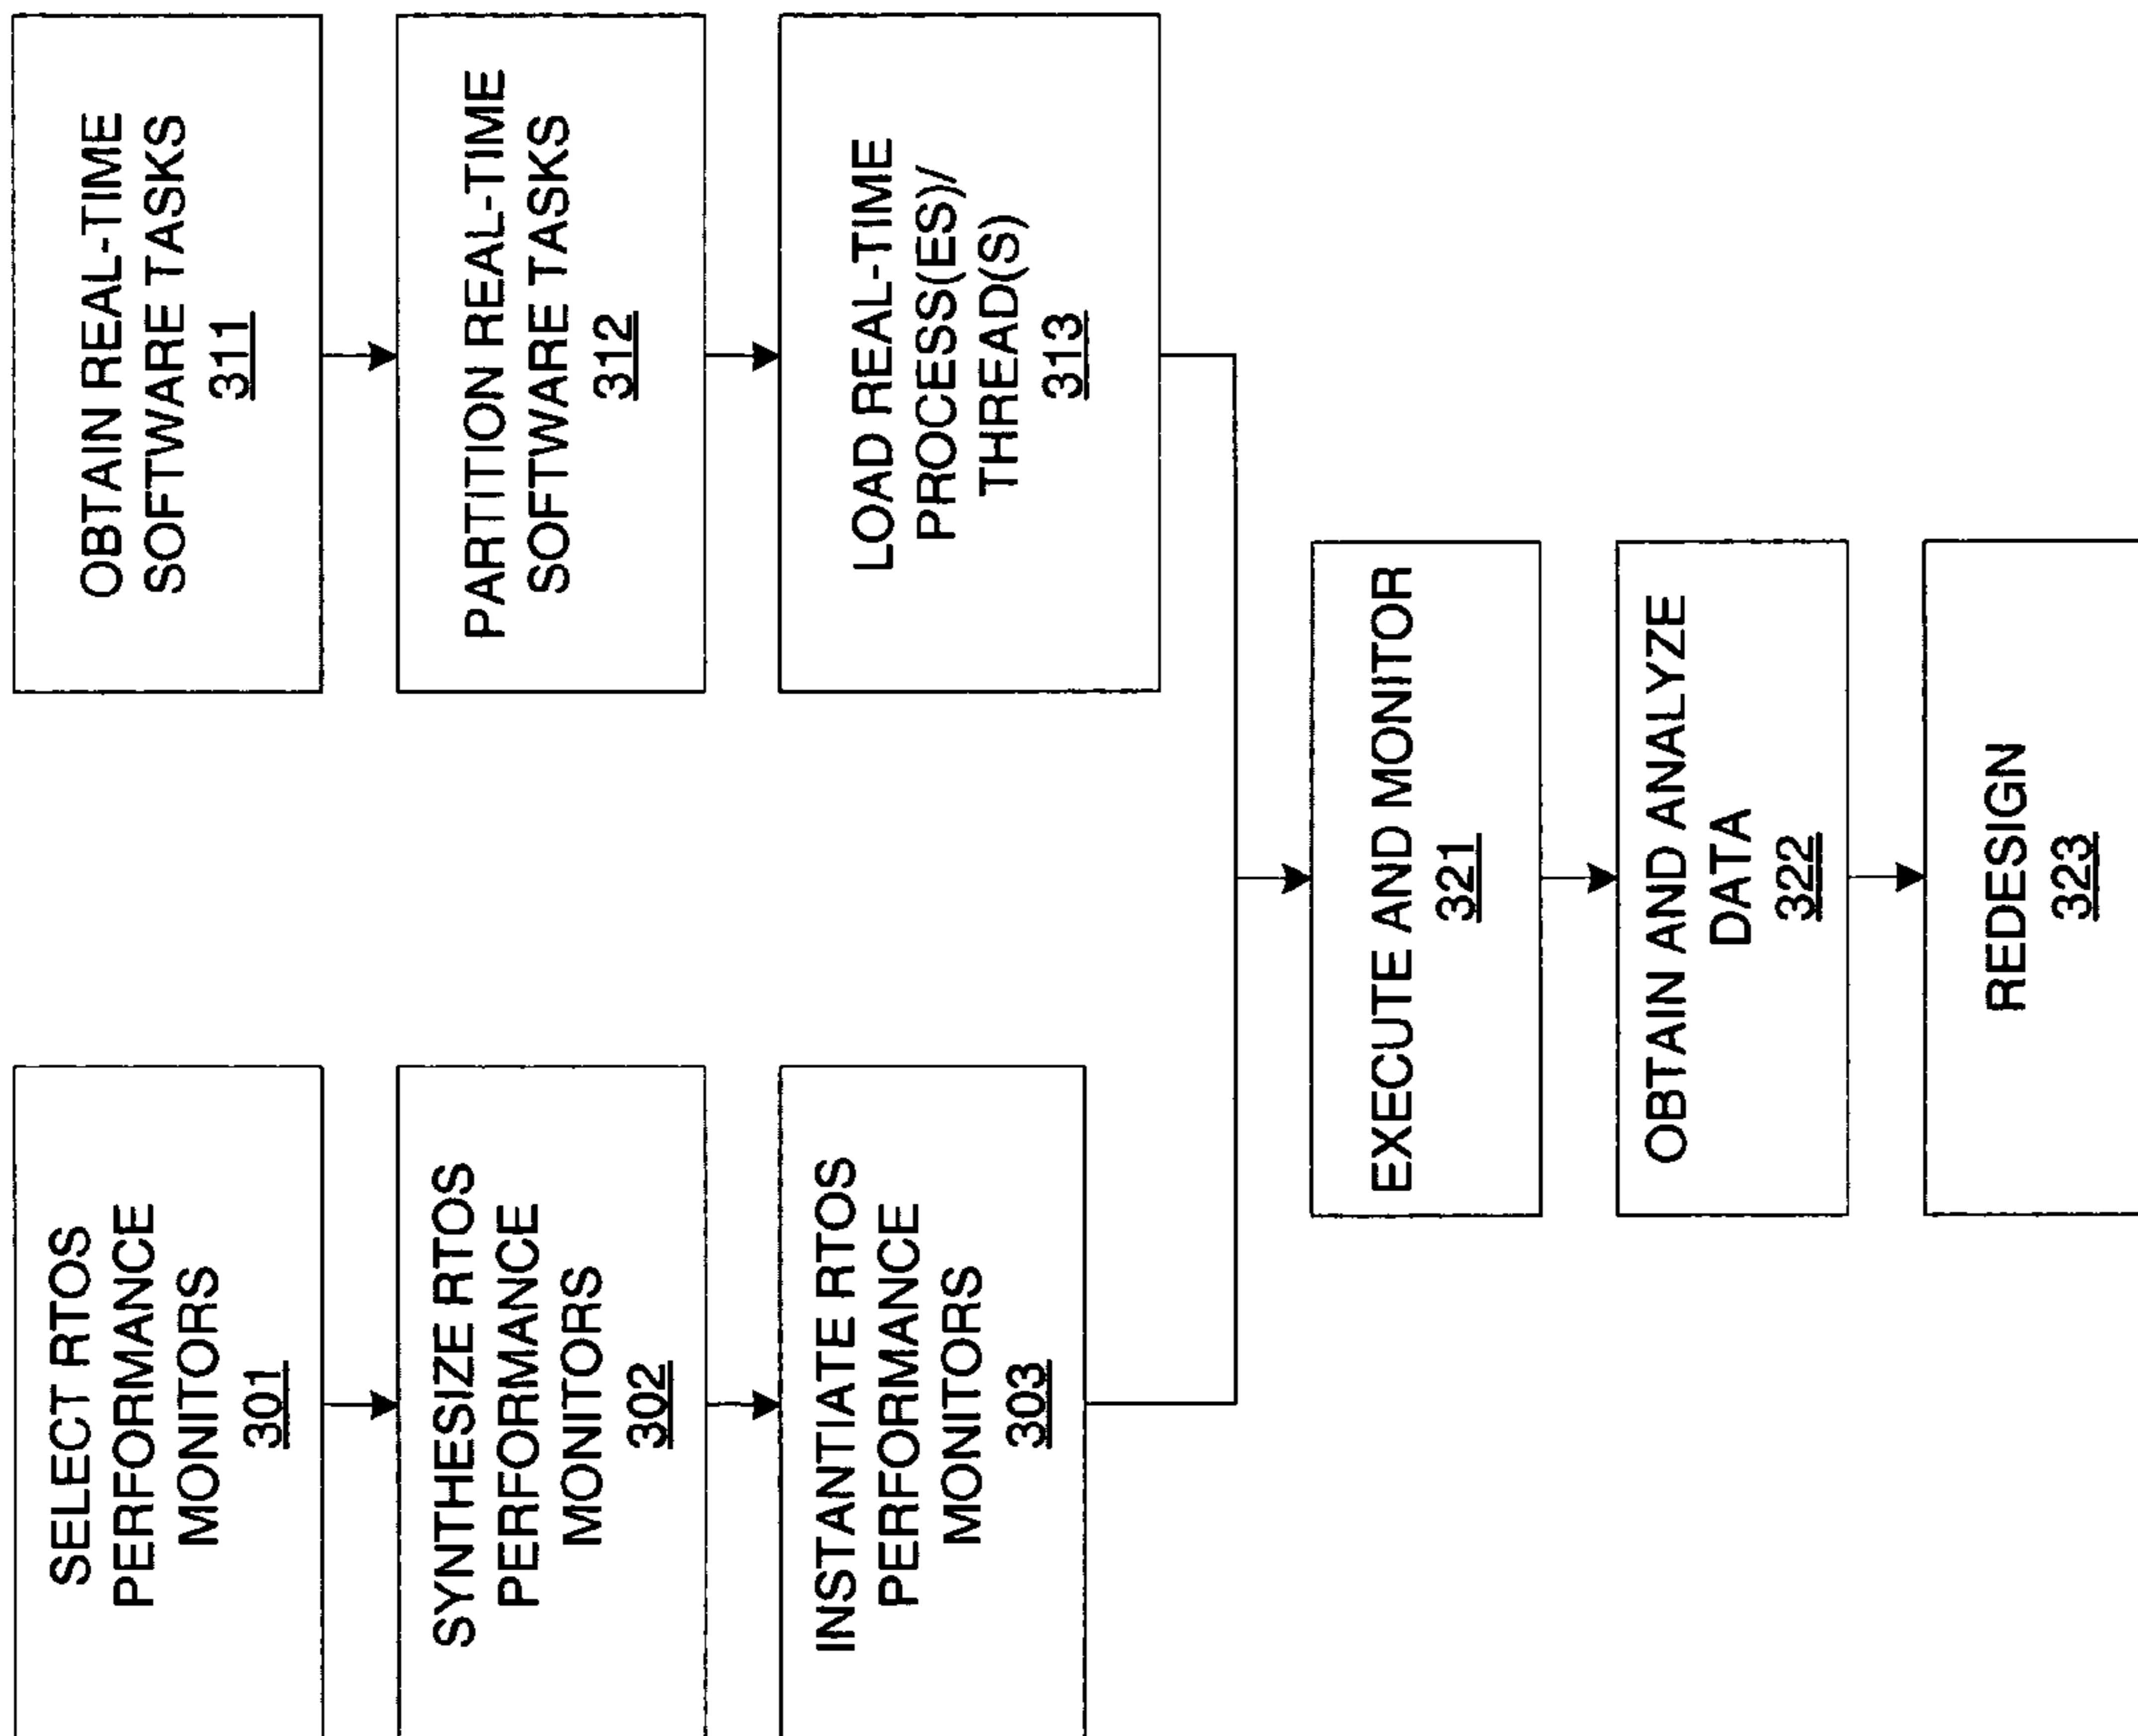 SELECT RTOS
PERFORMANCE
MONITORS
301
SYNTHESIZE RTOS
PERFORMANCE
MONITORS
302
INSTANTIATE RTOS
PERFORMANCE
MONITORS
303
OBTAIN REAL-TIME
SOFTWARE TASKS
311
PARTITION REAL-TIME
SOFTWARE TASKS
312
LOAD REAL-TIME
PROCESS(ES)/
THREAD(S)
313
EXECUTE AND MONITOR
321
OBTAIN AND ANALYZE
DATA
322
REDESIGN
323